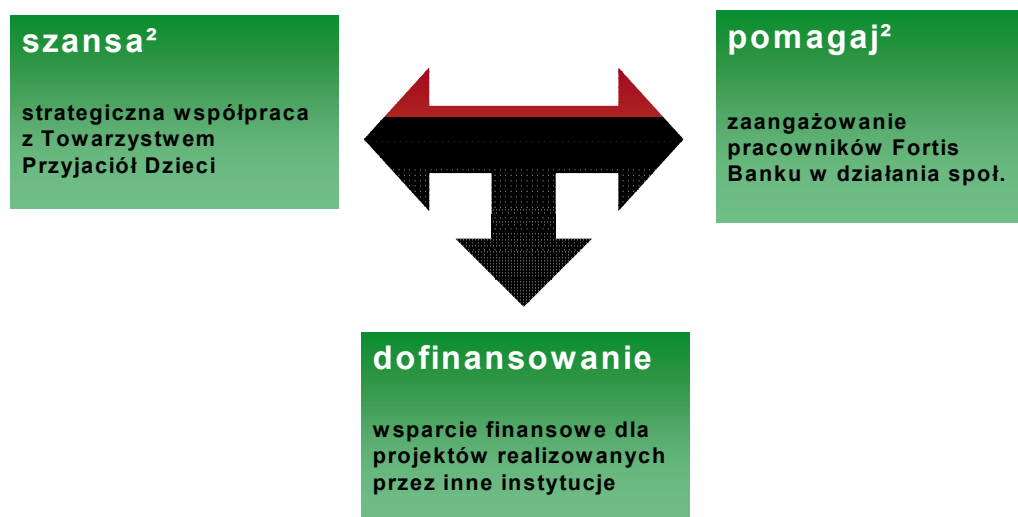 szansa²
strategiczna współpraca
z Towarzystwem
Przyjaciół Dzieci
pomagaj²
zaangażowanie
pracowników Fortis
Banku w działania społ.
dofinansowanie
wsparcie finansowe dla
projektów realizowanych
przez inne instytucje